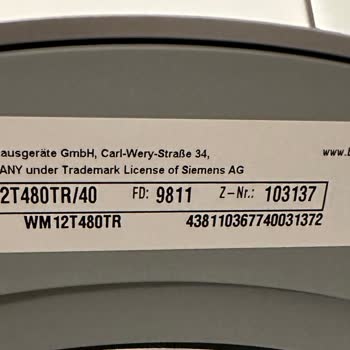 ausgeräte GmbH, Carl-Wery-Straße 34,
ANY under Trademark License of Siemens AG
2T480TR/40 FD: 9811 Z-Nr.: 103137
WM12T480TR 438110367740031372